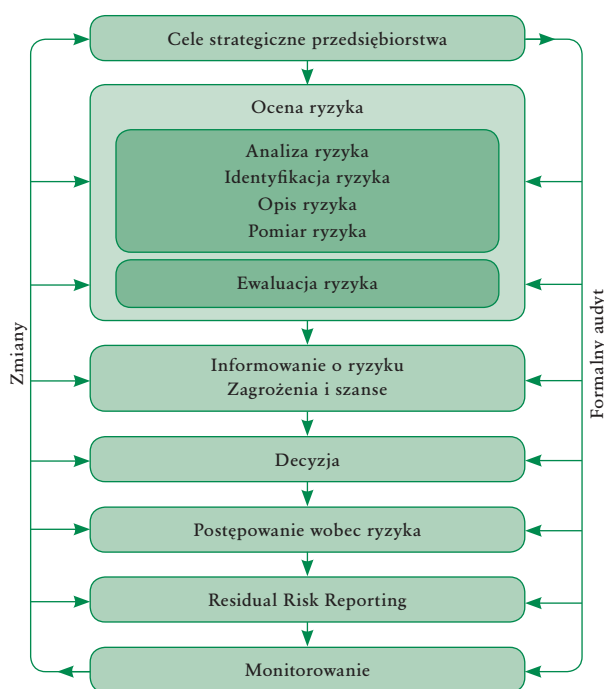 Cele strategiczne przedsiębiorstwa
Ocena ryzyka
Analiza ryzyka
Identyfikacja ryzyka
Opis ryzyka
Pomiar ryzyka
Ewaluacja ryzyka
Informowanie o ryzyku
Zagrożenia i szanse
Decyzja
Postępowanie wobec ryzyka
Residual Risk Reporting
Monitorowanie
Zmiany
Formalny audyt